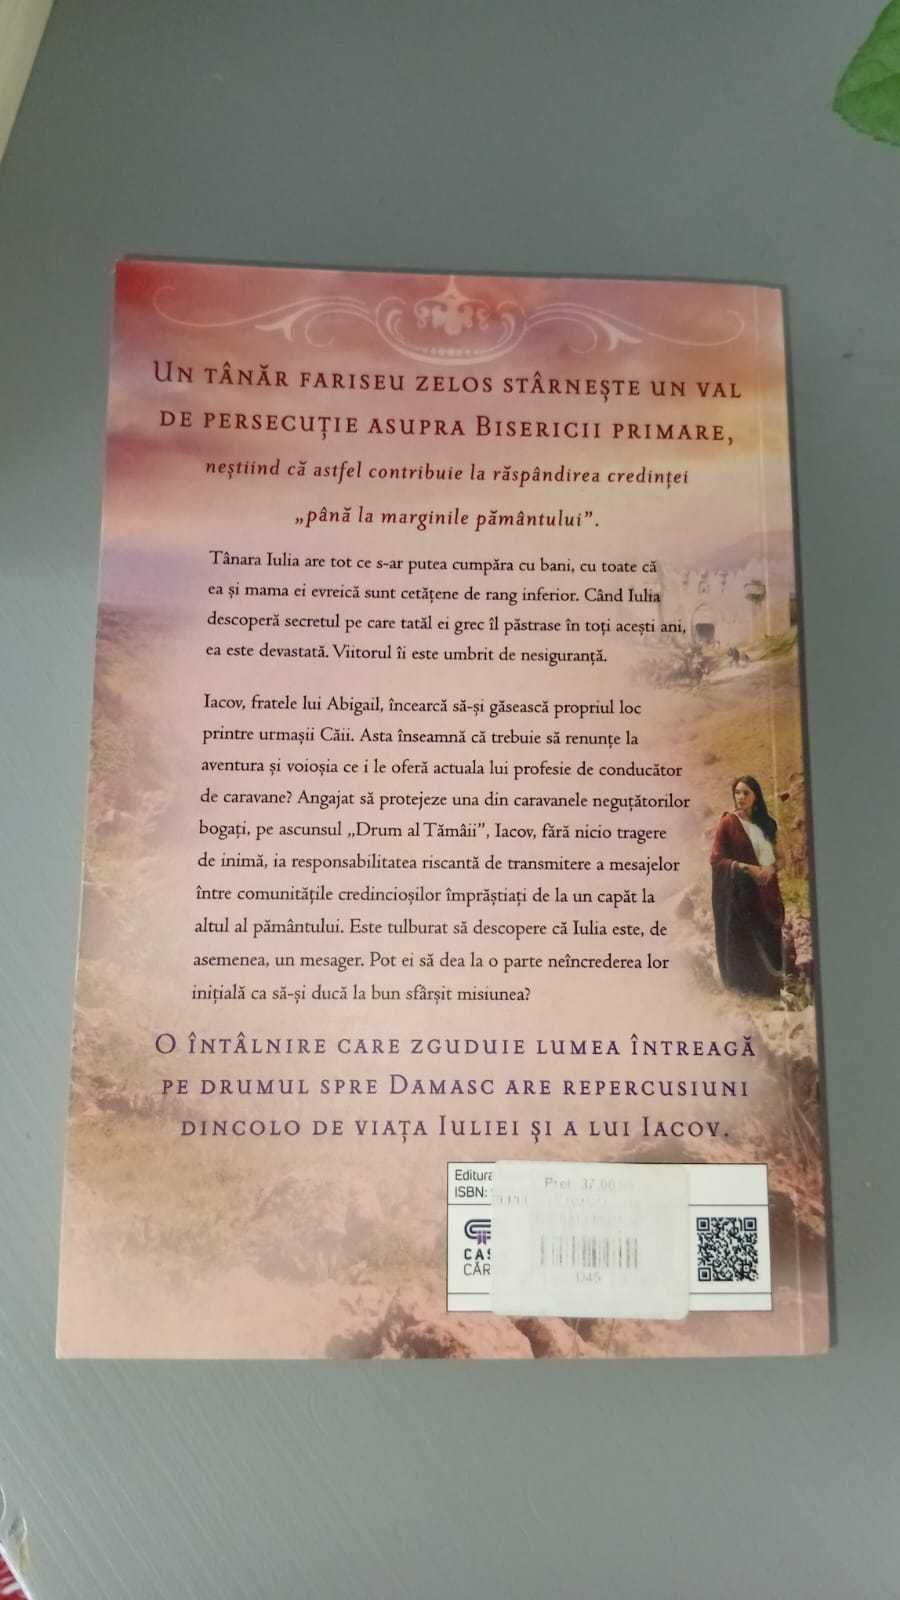 UN TÂNĂR FARISEU ZELOS STÂRNEȘTE UN VAL
DE PERSECUȚIE ASUPRA BISERICII PRIMARE,
neștiind că astfel contribuie la răspândirea credinței
„până la marginile pământului”.
Tânara Iulia are tot ce s-ar putea cumpăra cu bani, cu toate că
ea și mama ei evreică sunt cetățene de rang inferior. Când Iulia
descoperă secretul pe care tatăl ei grec îl păstrase în toți acești ani,
ea este devastată. Viitorul îi este umbrit de nesiguranță.
Iacov, fratele lui Abigail, încearcă să-și găsească propriul loc
printre urmașii Căii. Asta înseamnă că trebuie să renunțe la
aventura și voioșia ce i le oferă actuala lui profesie de conducător
de caravane? Angajat să protejeze una din caravanele neguțătorilor
bogați, pe ascunsul „Drum al Tămâii”, Iacov, fără nicio tragere
de inimă, ia responsabilitatea riscantă de transmitere a mesajelor
între comunitățile credincioșilor împrăștiați de la un capăt la
altul al pământului. Este tulburat să descopere că Iulia este, de
asemenea, un mesager. Pot ei să dea la o parte neîncrederea lor
inițială ca să-și ducă la bun sfârșit misiunea?
O ÎNTÂLNIRE CARE ZGUDUIE LUMEA ÎNTREAGĂ
PE DRUMUL SPRE DAMASC ARE REPERCUSIUNI
DINCOLO DE VIAȚA IULIEI ȘI A LUI IACOV.
Editura
ISBN:
Pret 37.00
CAS
CĂR